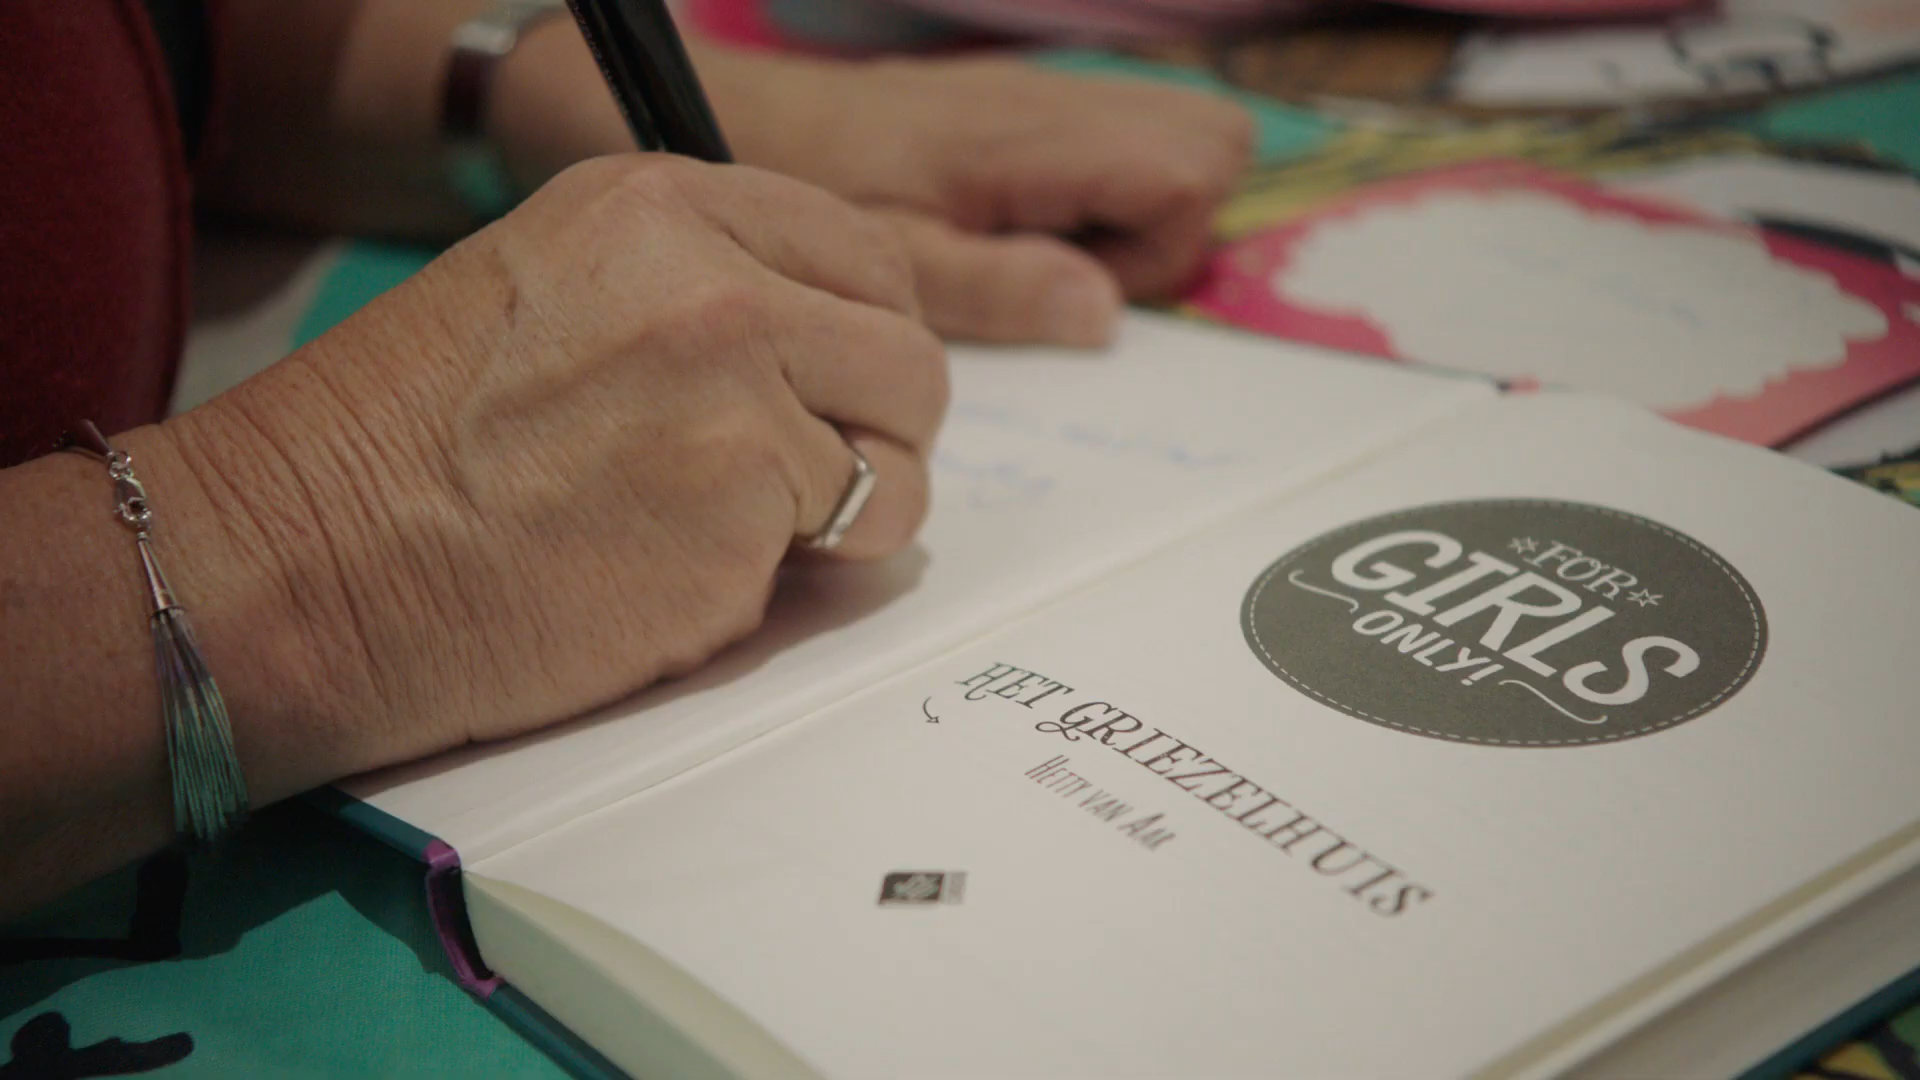 FOR
GIRLS
ONLY!
HET GRIEZELHUIS
HETTY VAN AAR